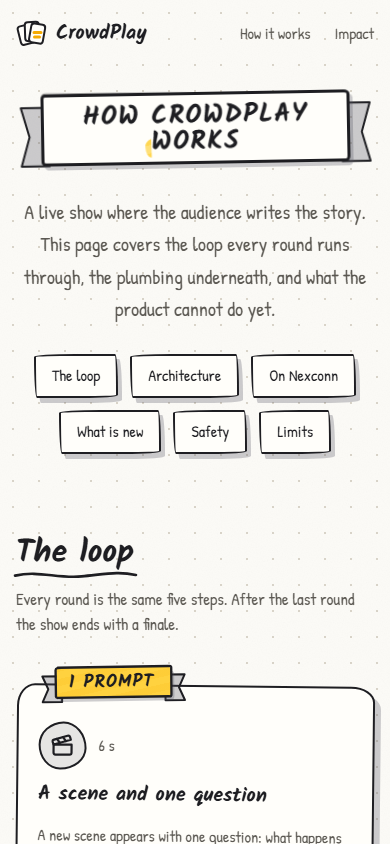 CrowdPlay
How it works
Impact
HOW CROWDPLAY
WORKS
A live show where the audience writes the story.
This page covers the loop every round runs
through, the plumbing underneath, and what the
product cannot do yet.
The loop
Architecture
On Nexconn
What is new
Safety
Limits
The loop
Every round is the same five steps. After the last round
the show ends with a finale.
1 PROMPT
6 s
A scene and one question
A new scene appears with one question: what happens